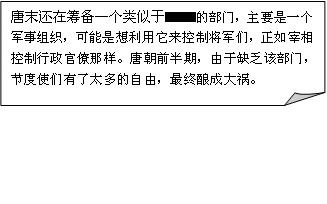 唐末还在筹备一个类似于的部门，主要是一个
军事组织，可能是想利用它来控制将军们，正如宰相
控制行政官僚那样。唐朝前半期，由于缺乏该部门，
节度使们有了太多的自由，最终酿成大祸。